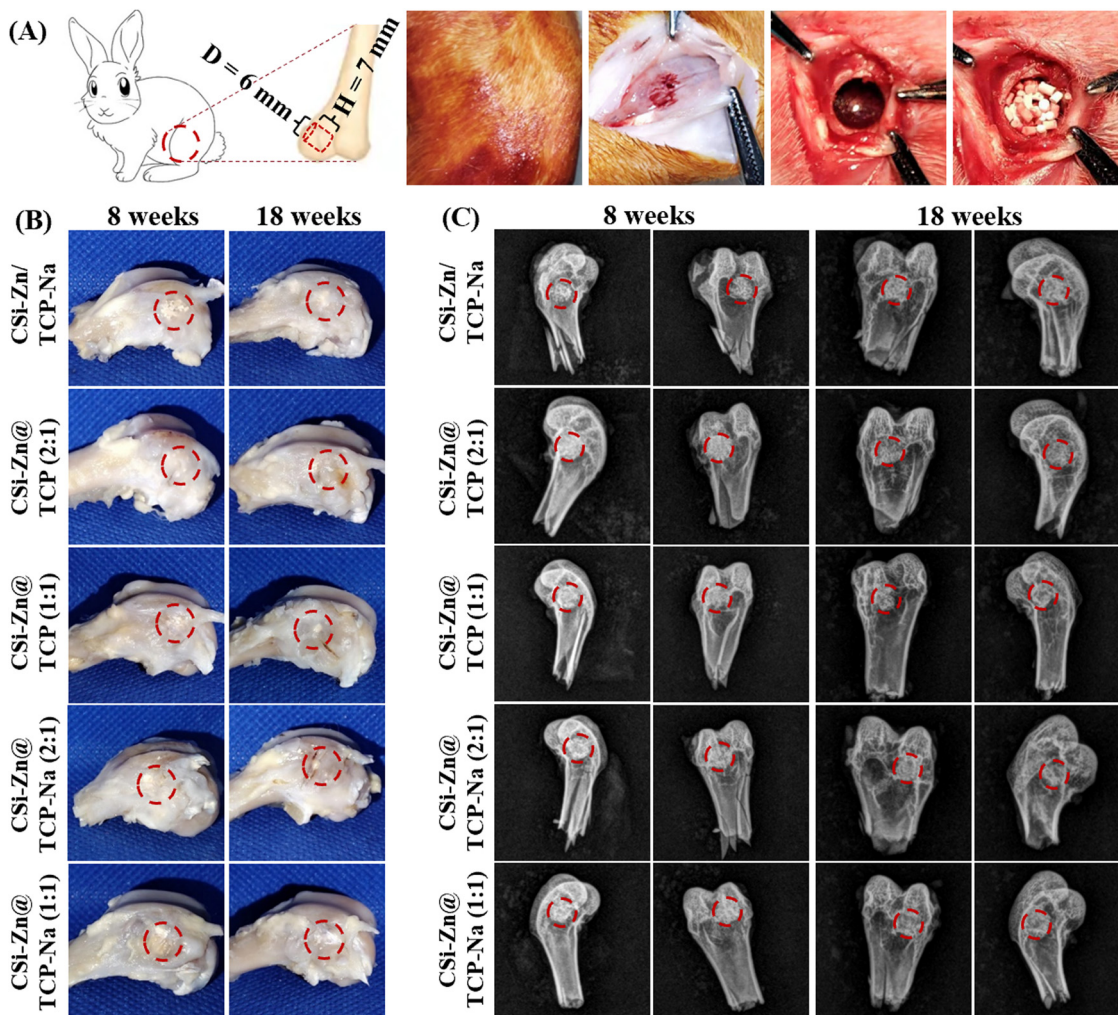 (A)
D = 6 mm
H = 7 mm
(B)
8 weeks
18 weeks
(C)
8 weeks
18 weeks
CSi-Zn/
TCP-Na
CSi-Zn@
TCP (2:1)
CSi-Zn@
TCP (1:1)
CSi-Zn@
TCP-Na (2:1)
CSi-Zn@
TCP-Na (1:1)